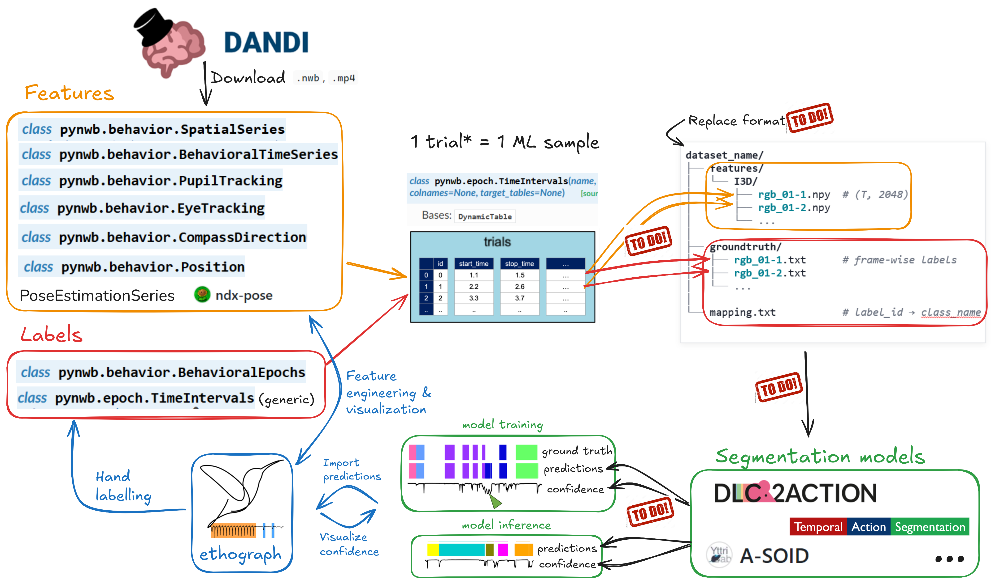 DANDI
Download .nwb, .mp4
Features
class pynwb.behavior.SpatialSeries
class pynwb.behavior.BehavioralTimeSeries
class pynwb.behavior.PupilTracking
class pynwb.behavior.EyeTracking
class pynwb.behavior.CompassDirection
class pynwb.behavior.Position
PoseEstimationSeries ndx-pose
Labels
class pynwb.behavior.BehavioralEpochs
class pynwb.epoch.TimeIntervals (generic)
Feature
engineering &
visualization
Hand
labelling
ethograph
Import
predictions
Visualize
confidence
1 trial* = 1 ML sample
class pynwb.epoch.TimeIntervals(name,
colnames=None, target_tables=None) [sour
Bases: DynamicTable
trials
id start_time stop_time ...
0 0 1.1 1.5 ...
1 1 2.2 2.6 ...
2 2 3.3 3.7 ...
.. .. .. .. ..
TO DO!
Replace format TO DO!
dataset_name/
features/
I3D/
rgb_01-1.npy # (T, 2048)
rgb_01-2.npy
...
groundtruth/
rgb_01-1.txt # frame-wise labels
rgb_01-2.txt
...
mapping.txt # label_id → class_name
TO DO!
Segmentation models
DLC2ACTION
Temporal Action Segmentation
Yttri
Lab
A-SOID
...
TO DO!
model training
ground truth
predictions
confidence
model inference
predictions
confidence